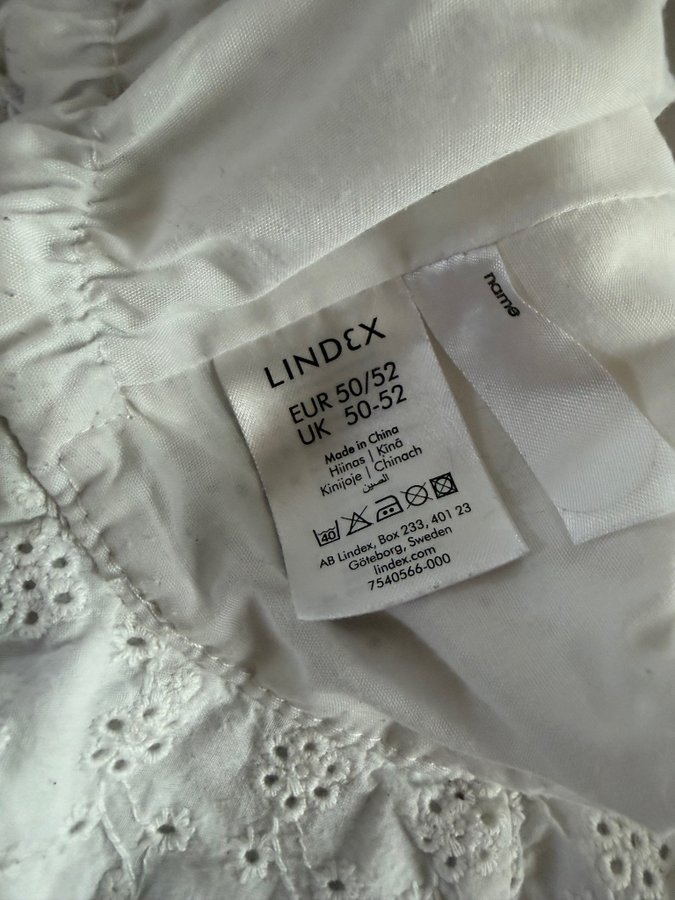 LINDEX
EUR 50/52
UK 50-52
Made in China
Hiinas | Ķīnā
Kinijoje | Chinach
الصين
40
AB Lindex, Box 233, 401 23
Göteborg, Sweden
lindex.com
7540566-000
name